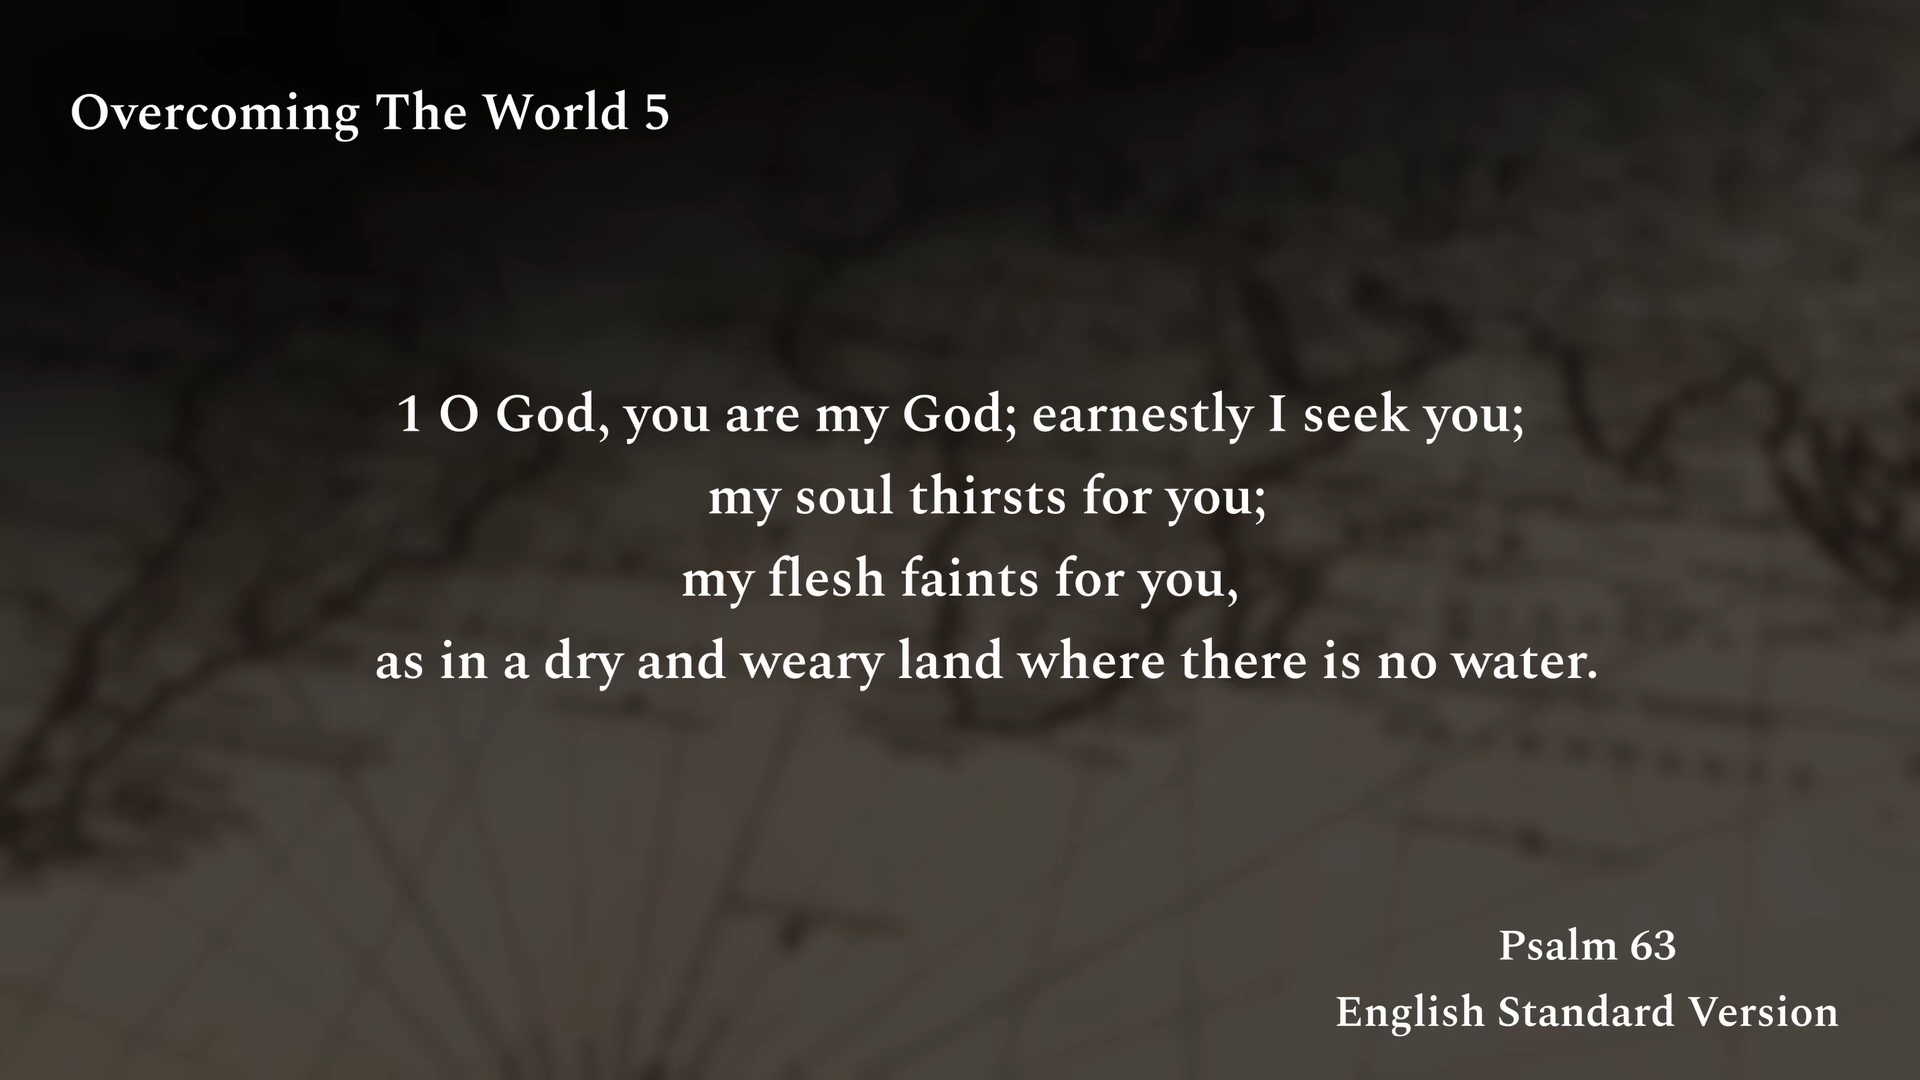 Overcoming The World 5
1 O God, you are my God; earnestly I seek you;
my soul thirsts for you;
my flesh faints for you,
as in a dry and weary land where there is no water.
Psalm 63
English Standard Version